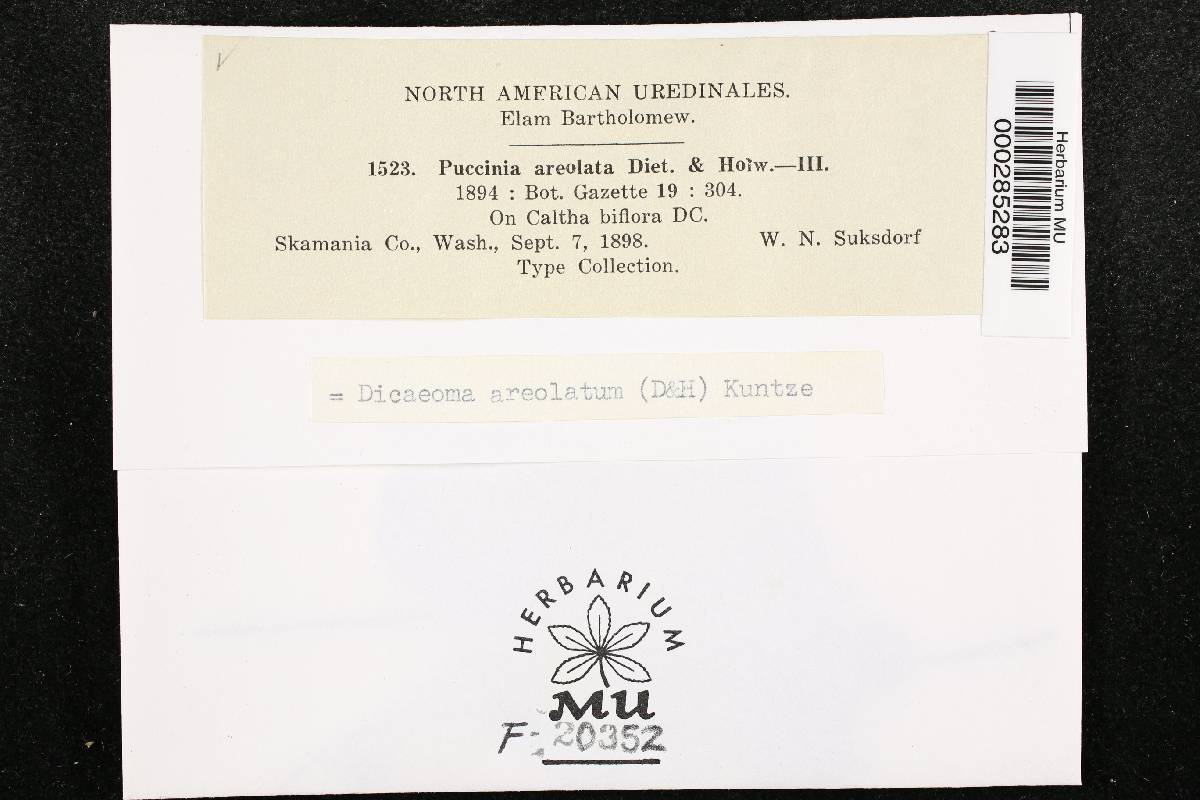 NORTH AMERICAN UREDINALES.
Elam Bartholomew.
1523. Puccinia areolata Diet. & Holw.—III.
1894 : Bot. Gazette 19 : 304.
On Caltha biflora DC.
Skamania Co., Wash., Sept. 7, 1898. W. N. Suksdorf
Type Collection.
Herbarium MU
000285283
= Dicaeoma areolatum (D&H) Kuntze
HERBARIUM
MU
F-20352